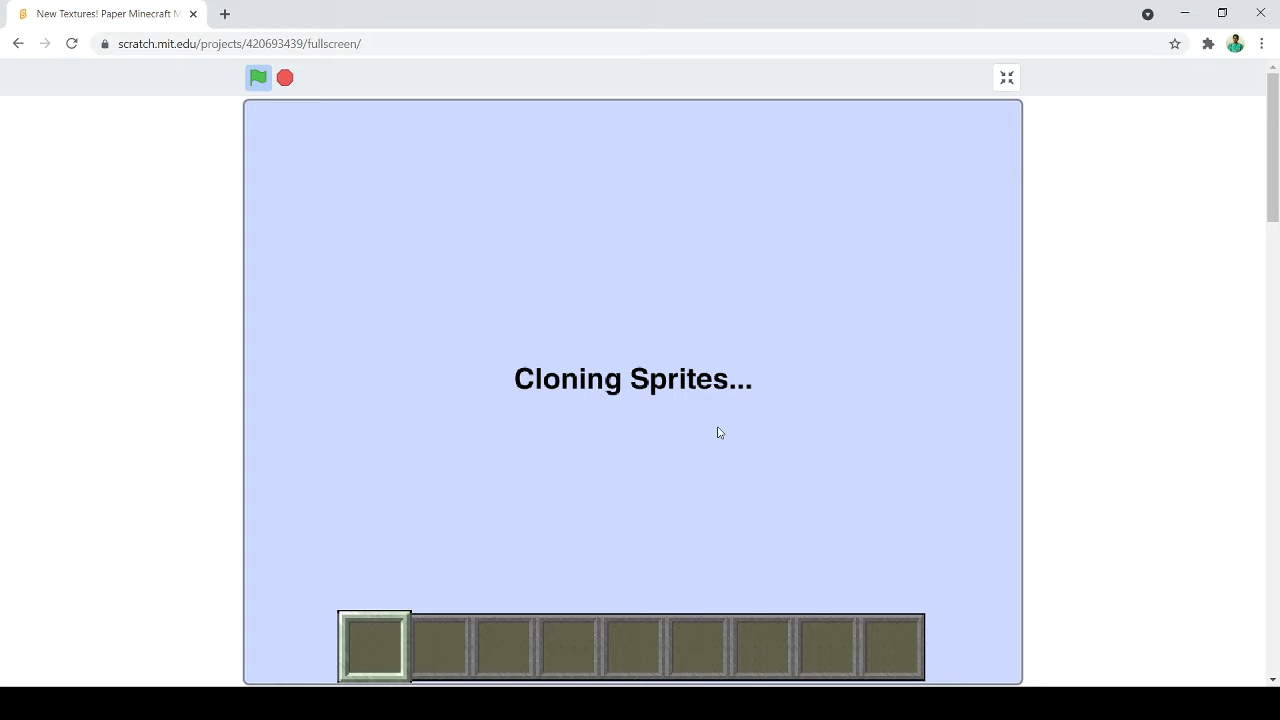 New Textures! Paper Minecraft M
scratch.mit.edu/projects/420693439/fullscreen/
Cloning Sprites...